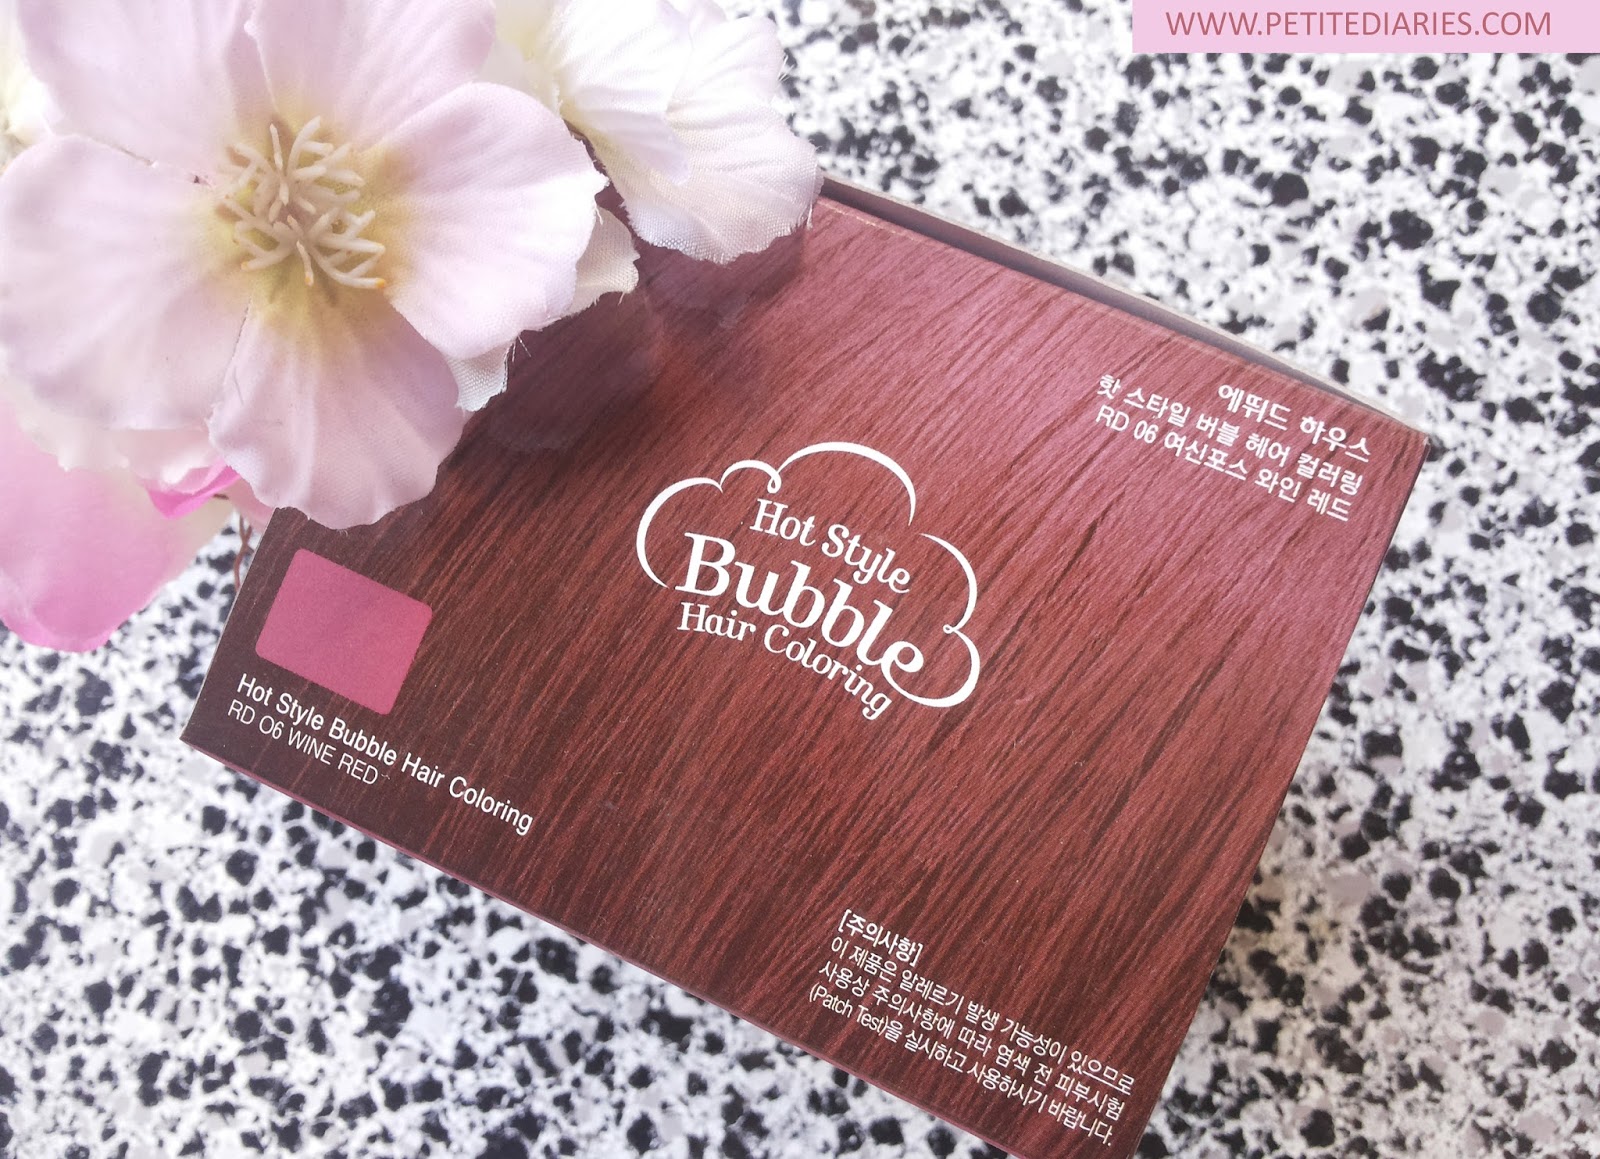 WWW.PETITEDIARIES.COM
에뛰드 하우스
핫 스타일 버블 헤어 컬러링
RD 06 여신포스 와인 레드
Hot Style
Bubble
Hair Coloring
Hot Style Bubble Hair Coloring
RD 06 WINE RED
[주의사항]
이 제품은 알레르기 발생 가능성이 있으므로
사용상 주의사항에 따라 염색 전 피부시험
(Patch Test)을 실시하고 사용하시기 바랍니다.